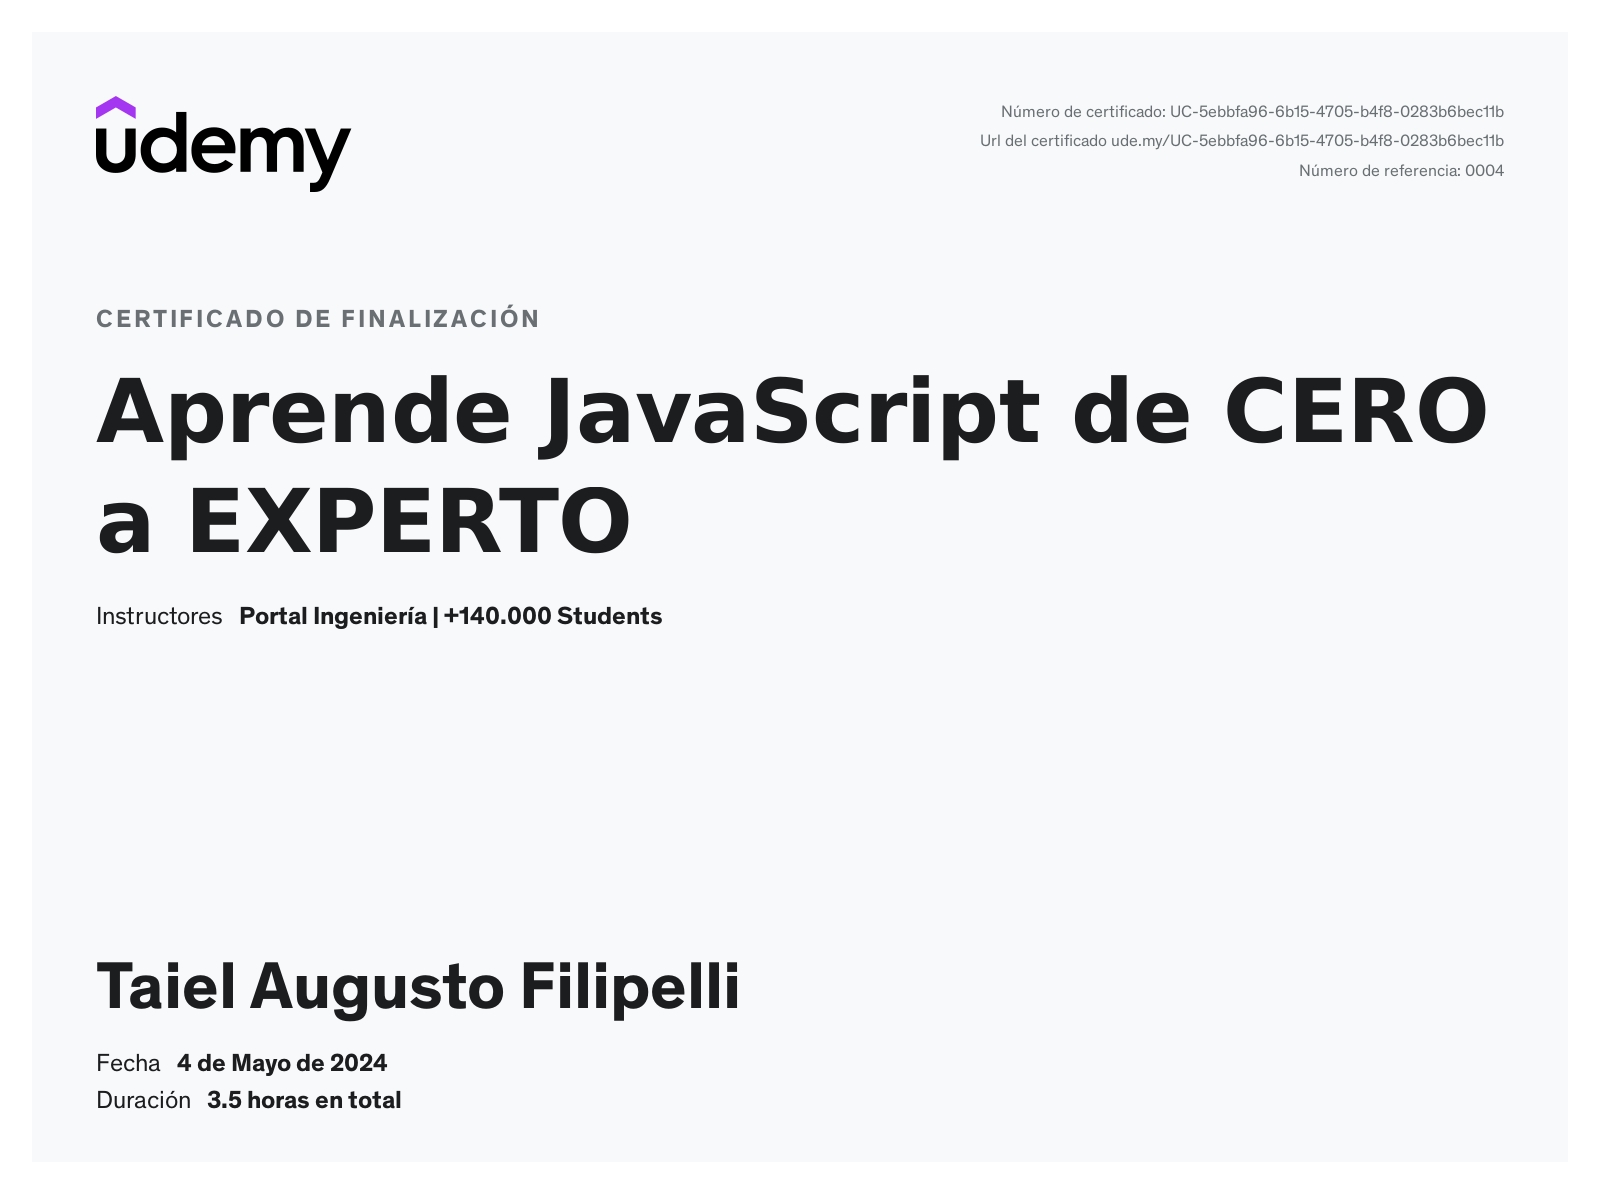 udemy
Número de certificado: UC-5ebbfa96-6b15-4705-b4f8-0283b6bec11b
Url del certificado ude.my/UC-5ebbfa96-6b15-4705-b4f8-0283b6bec11b
Número de referencia: 0004
CERTIFICADO DE FINALIZACIÓN
Aprende JavaScript de CERO
a EXPERTO
Instructores Portal Ingeniería | +140.000 Students
Taiel Augusto Filipelli
Fecha 4 de Mayo de 2024
Duración 3.5 horas en total